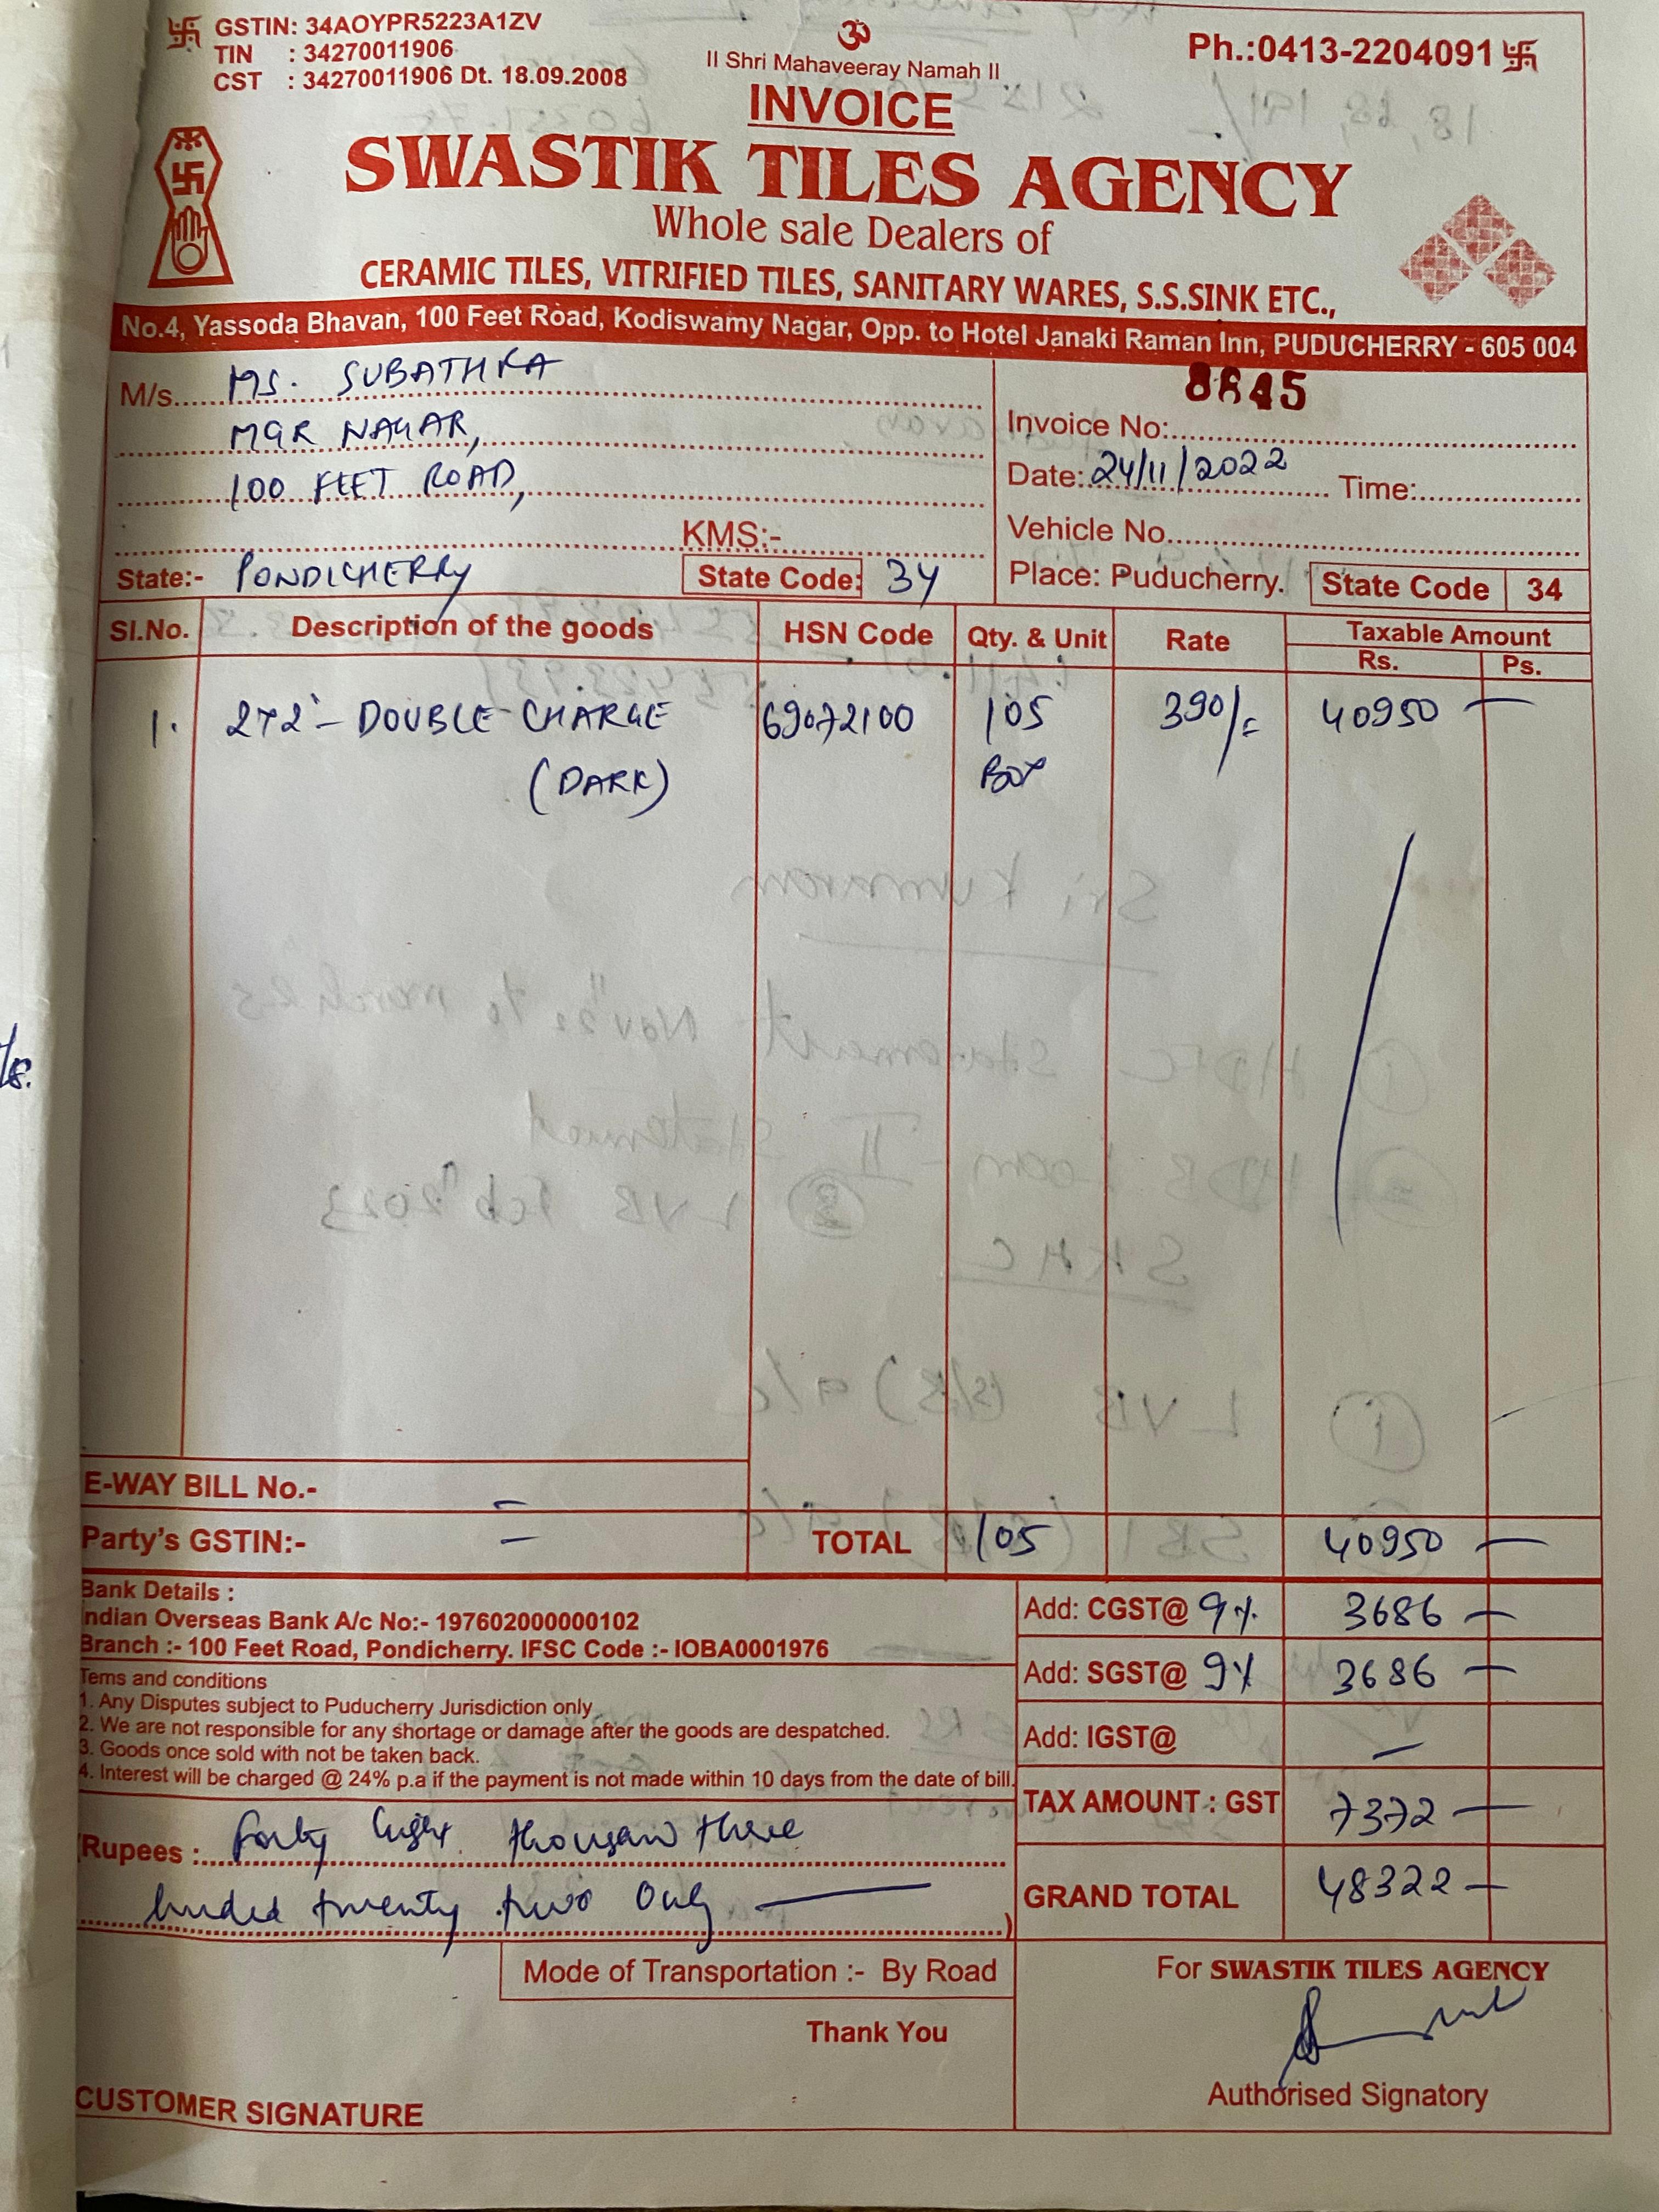 GSTIN: 34AOYPR5223A1ZV
TIN : 34270011906
CST : 34270011906 Dt. 18.09.2008
ॐ
II Shri Mahaveeray Namah II
Ph.:0413-2204091
INVOICE
SWASTIK TILES AGENCY
Whole sale Dealers of
CERAMIC TILES, VITRIFIED TILES, SANITARY WARES, S.S.SINK ETC.,
No.4, Yassoda Bhavan, 100 Feet Road, Kodiswamy Nagar, Opp. to Hotel Janaki Raman Inn, PUDUCHERRY - 605 004
M/s. MS. SUBATHRA
MGR NAGAR,
100 FEET ROAD,
KMS:-
State:- PONDICHERRY State Code: 34
8645
Invoice No:
Date: 24/11/2022 Time:
Vehicle No.
Place: Puducherry. State Code 34
Sl.No. Description of the goods HSN Code Qty. & Unit Rate Taxable Amount
Rs. Ps.
1. 2x2'- DOUBLE CHARGE 69072100 105 390/= 40950 —
(DARK) Box
E-WAY BILL No.- —
Party's GSTIN:- — TOTAL 105 40950 —
Bank Details :
Indian Overseas Bank A/c No:- 197602000000102
Branch :- 100 Feet Road, Pondicherry. IFSC Code :- IOBA0001976
Tems and conditions
1. Any Disputes subject to Puducherry Jurisdiction only
2. We are not responsible for any shortage or damage after the goods are despatched.
3. Goods once sold with not be taken back.
4. Interest will be charged @ 24% p.a if the payment is not made within 10 days from the date of bill.
Add: CGST@ 9% 3686 —
Add: SGST@ 9% 3686 —
Add: IGST@ —
TAX AMOUNT : GST 7372 —
GRAND TOTAL 48322 —
(Rupees : forty eight thousan three
hunded twenty two only — )
Mode of Transportation :- By Road
Thank You
CUSTOMER SIGNATURE
For SWASTIK TILES AGENCY
Authorised Signatory